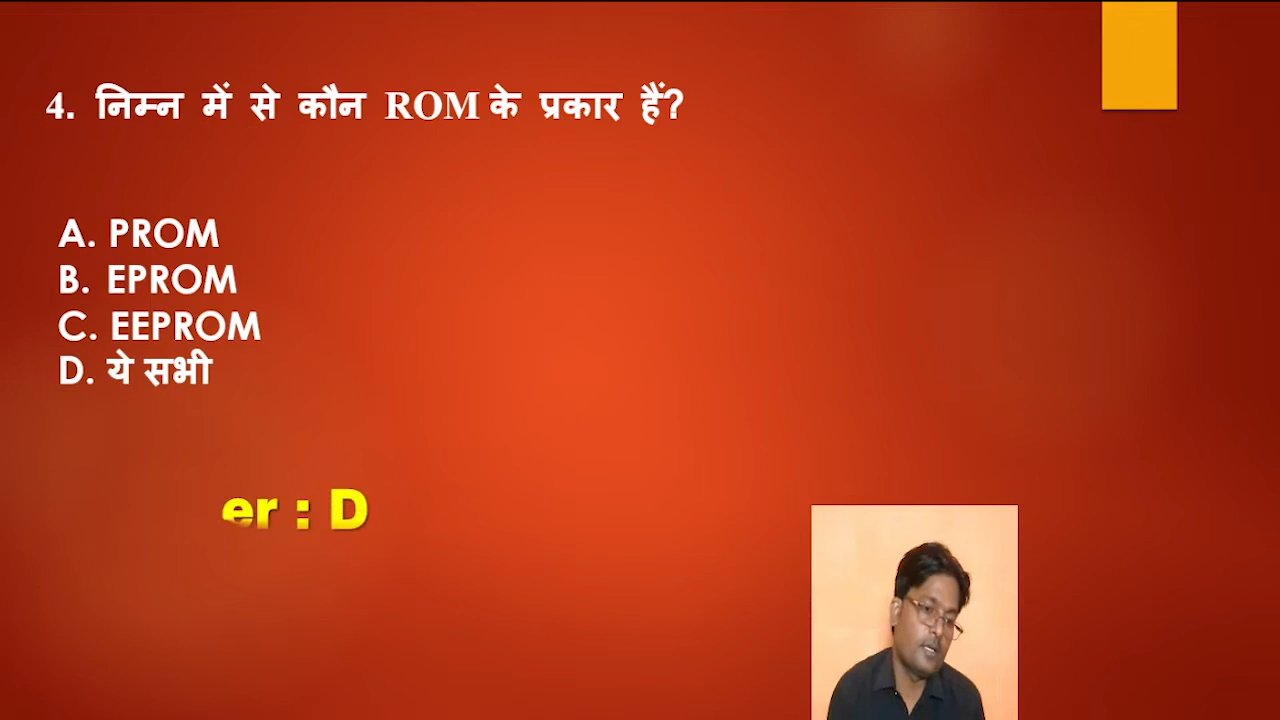 4. निम्न में से कौन ROM के प्रकार हैं?
A. PROM
B. EPROM
C. EEPROM
D. ये सभी
er : D